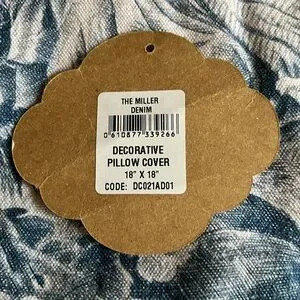 THE MILLER
DENIM
0 610877 339266
DECORATIVE
PILLOW COVER
18" X 18"
CODE: DC021AD01